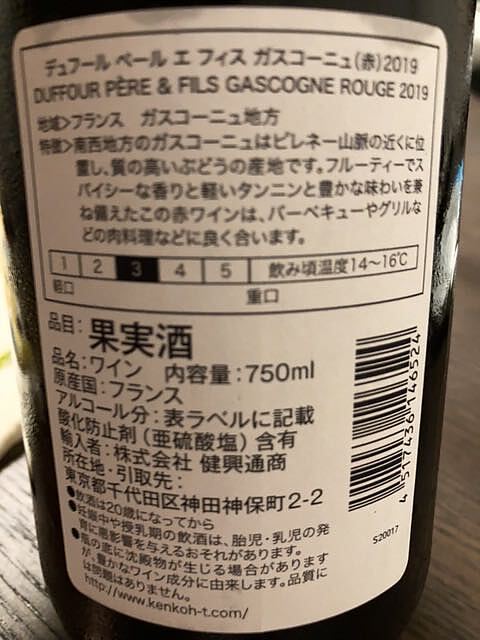 デュフール ペール エ フィス ガスコーニュ(赤)2019
DUFFOUR PÈRE & FILS GASCOGNE ROUGE 2019
地域>フランス ガスコーニュ地方
特徴>南西地方のガスコーニュはピレネー山脈の近くに位
置し、質の高いぶどうの産地です。フルーティーでス
パイシーな香りと軽いタンニンと豊かな味わいを兼
ね備えたこの赤ワインは、バーベキューやグリルな
どの肉料理などに良く合います。
1 2 3 4 5 飲み頃温度14〜16℃
軽口 重口
品目:果実酒
品名:ワイン 内容量:750ml
原産国:フランス
アルコール分:表ラベルに記載
酸化防止剤(亜硫酸塩)含有
輸入者:株式会社 健興通商
所在地・引取先:
東京都千代田区神田神保町2-2
●飲酒は20歳になってから
●妊娠中や授乳期の飲酒は、胎児・乳児の発
育に悪影響を与えるおそれがあります。
●瓶の底に沈殿物が生じる場合があります
が、豊かなワイン成分に由来します。品質に
は問題はありません。
http://www.kenkoh-t.com/
4517436146524
S20017